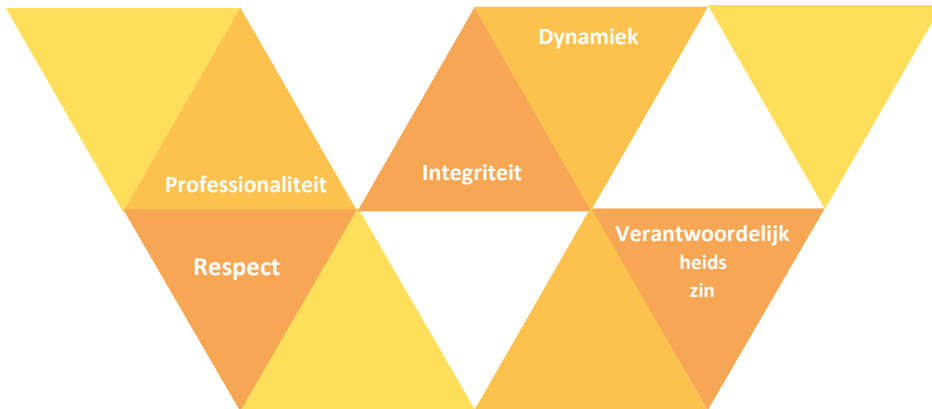 Dynamiek
Professionaliteit
Integriteit
Respect
Verantwoordelijk
heids
zin